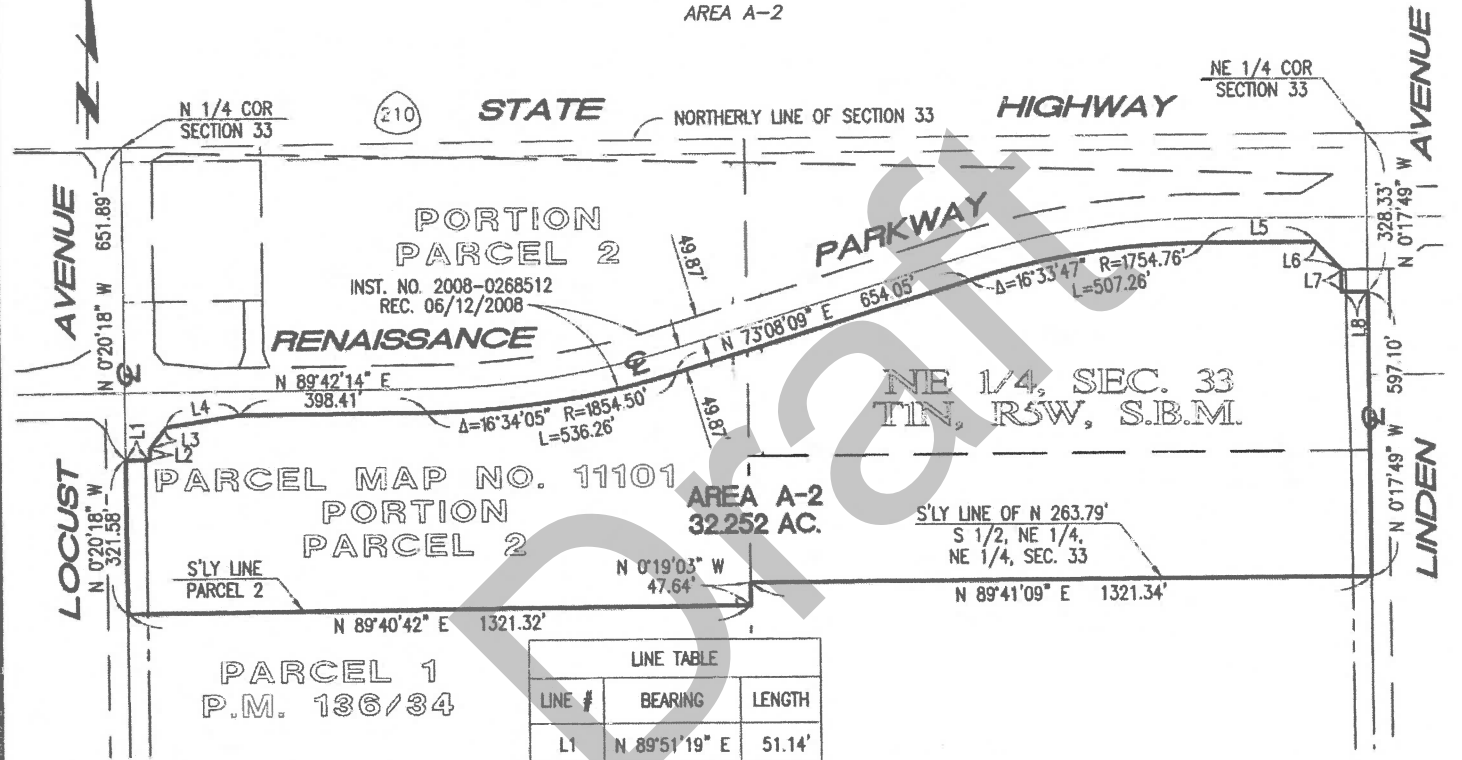 AREA A-2
NE 1/4 COR
SECTION 33
AVENUE
N 1/4 COR
SECTION 33
210
STATE
NORTHERLY LINE OF SECTION 33
HIGHWAY
AVENUE
651.89'
N 0°20'18" W
PORTION
PARCEL 2
INST. NO. 2008-0268512
REC. 06/12/2008
49.87'
PARKWAY
L5
L6
L7
L8
328.33'
N 0°17'49" W
Δ=16°33'47" R=1754.76'
L=507.26'
RENAISSANCE
N 73°08'09" E 654.05'
N 89°42'14" E
398.41'
Δ=16°34'05" R=1854.50'
L=536.26'
49.87'
NE 1/4, SEC. 33
T1N, R5W, S.B.M.
597.10'
N 0°17'49" W
L4
L3
L2
L1
PARCEL MAP NO. 11101
PORTION
PARCEL 2
AREA A-2
32.252 AC.
S'LY LINE OF N 263.79'
S 1/2, NE 1/4,
NE 1/4, SEC. 33
LINDEN
LOCUST
N 0°20'18" W
321.58'
S'LY LINE
PARCEL 2
N 0°19'03" W
47.64'
N 89°41'09" E 1321.34'
N 89°40'42" E 1321.32'
PARCEL 1
P.M. 136/34
LINE TABLE
LINE # BEARING LENGTH
L1 N 89°51'19" E 51.14'
Draft